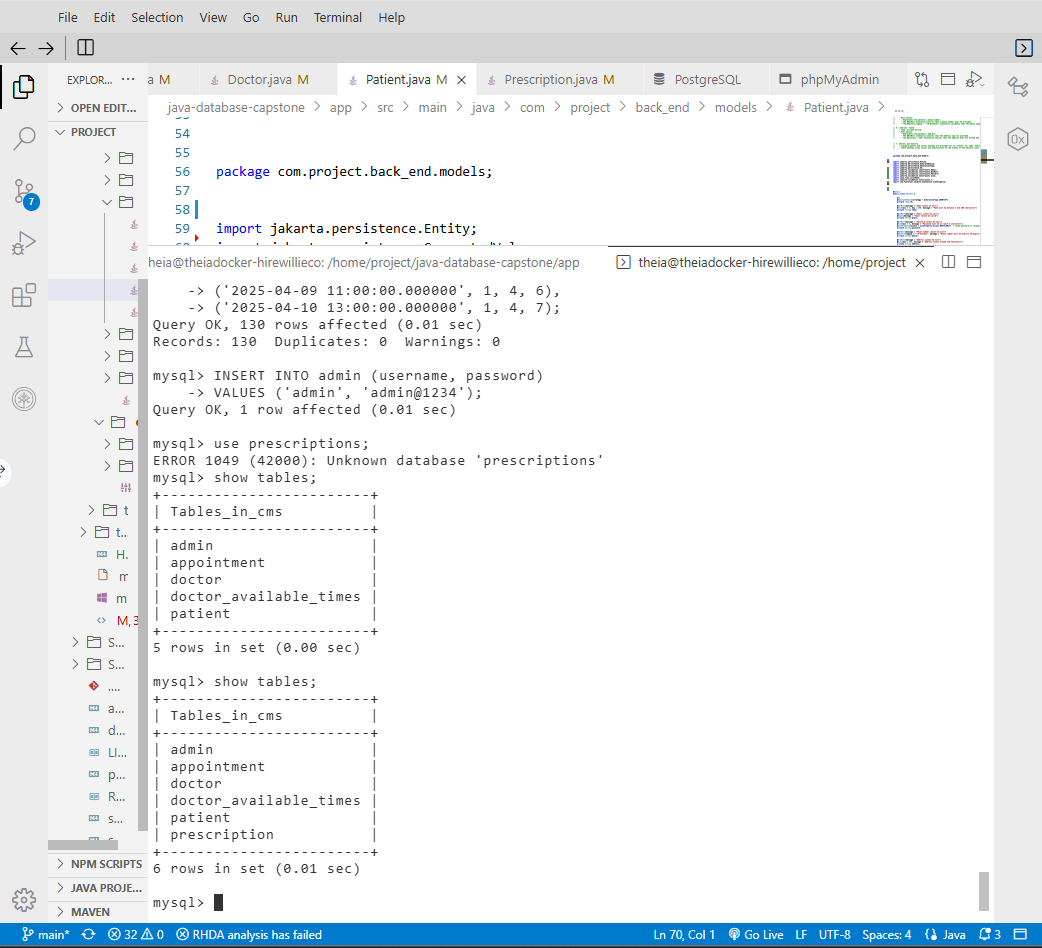 File Edit Selection View Go Run Terminal Help
EXPLOR... ··· a M Doctor.java M Patient.java M Prescription.java M PostgreSQL phpMyAdmin
OPEN EDIT... java-database-capstone > app > src > main > java > com > project > back_end > models > Patient.java > ...
PROJECT
54
55
56 package com.project.back_end.models;
57
58
59 import jakarta.persistence.Entity;
7
heia@theiadocker-hirewillieco: /home/project/java-database-capstone/app theia@theiadocker-hirewillieco: /home/project
-> ('2025-04-09 11:00:00.000000', 1, 4, 6),
-> ('2025-04-10 13:00:00.000000', 1, 4, 7);
Query OK, 130 rows affected (0.01 sec)
Records: 130 Duplicates: 0 Warnings: 0
mysql> INSERT INTO admin (username, password)
-> VALUES ('admin', 'admin@1234');
Query OK, 1 row affected (0.01 sec)
mysql> use prescriptions;
ERROR 1049 (42000): Unknown database 'prescriptions'
mysql> show tables;
+------------------------+
| Tables_in_cms |
+------------------------+
| admin |
| appointment |
| doctor |
| doctor_available_times |
| patient |
+------------------------+
5 rows in set (0.00 sec)
mysql> show tables;
+------------------------+
| Tables_in_cms |
+------------------------+
| admin |
| appointment |
| doctor |
| doctor_available_times |
| patient |
| prescription |
+------------------------+
6 rows in set (0.01 sec)
mysql>
t
t...
H.
m
m
M, 3
S...
S...
....
a...
d...
LI...
p...
R...
s...
NPM SCRIPTS
JAVA PROJE...
MAVEN
0x
main* 32 0 RHDA analysis has failed Ln 70, Col 1 Go Live LF UTF-8 Spaces: 4 Java 3